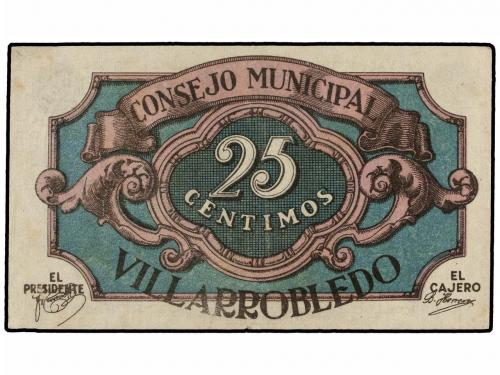 CONSEJO MUNICIPAL
25
CENTIMOS
VILLARROBLEDO
EL
PRESIDENTE
EL
CAJERO